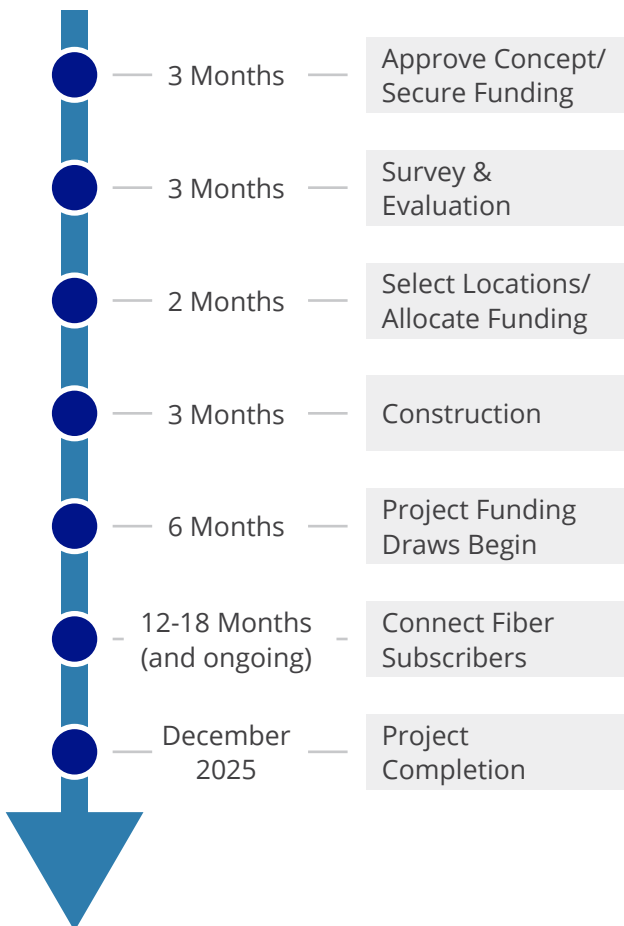 3 Months
Approve Concept/
Secure Funding
3 Months
Survey &
Evaluation
2 Months
Select Locations/
Allocate Funding
3 Months
Construction
6 Months
Project Funding
Draws Begin
12-18 Months
(and ongoing)
Connect Fiber
Subscribers
December
2025
Project
Completion